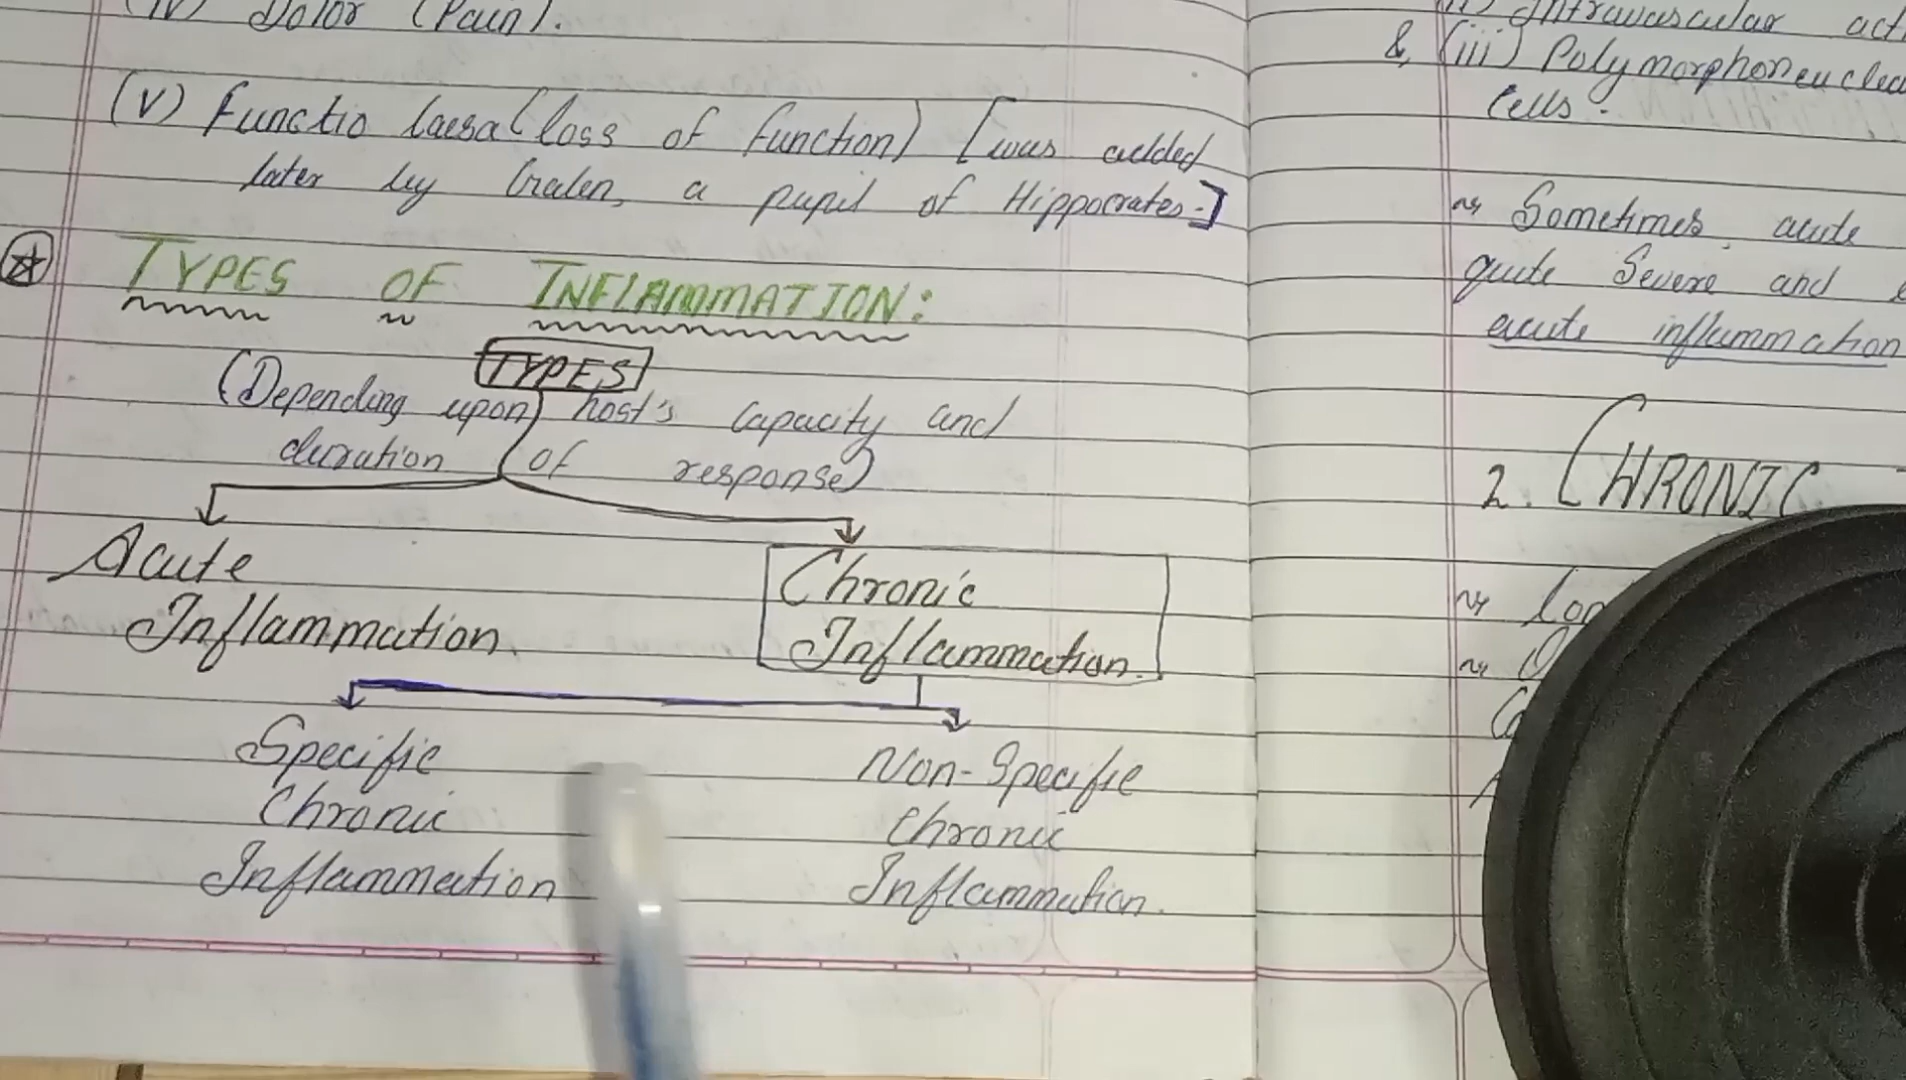 (iv) Dolor (Pain).
(v) Functio laesa (loss of function) [was added
later by Galen, a pupil of Hippocrates.]
TYPES OF INFLAMMATION:
TYPES
(Depending upon host's capacity and
duration of response)
Acute
Inflammation.
Chronic
Inflammation.
Specific
Chronic
Inflammation
Non-Specific
Chronic
Inflammation.
Intravascular
&, (iii) Polymorphoneuclea
cells.
Sometimes, acute
quite Severe and
acute inflammation
2. CHRONIC